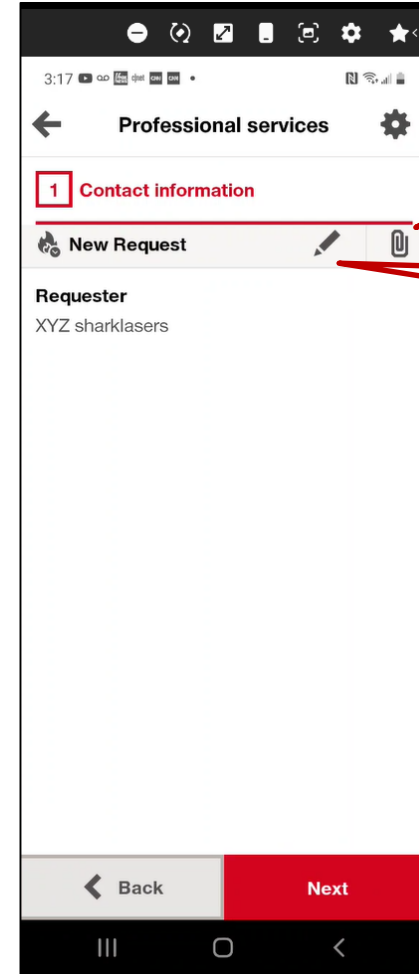 3:17
Professional services
1 Contact information
New Request
Requester
XYZ sharklasers
Back Next